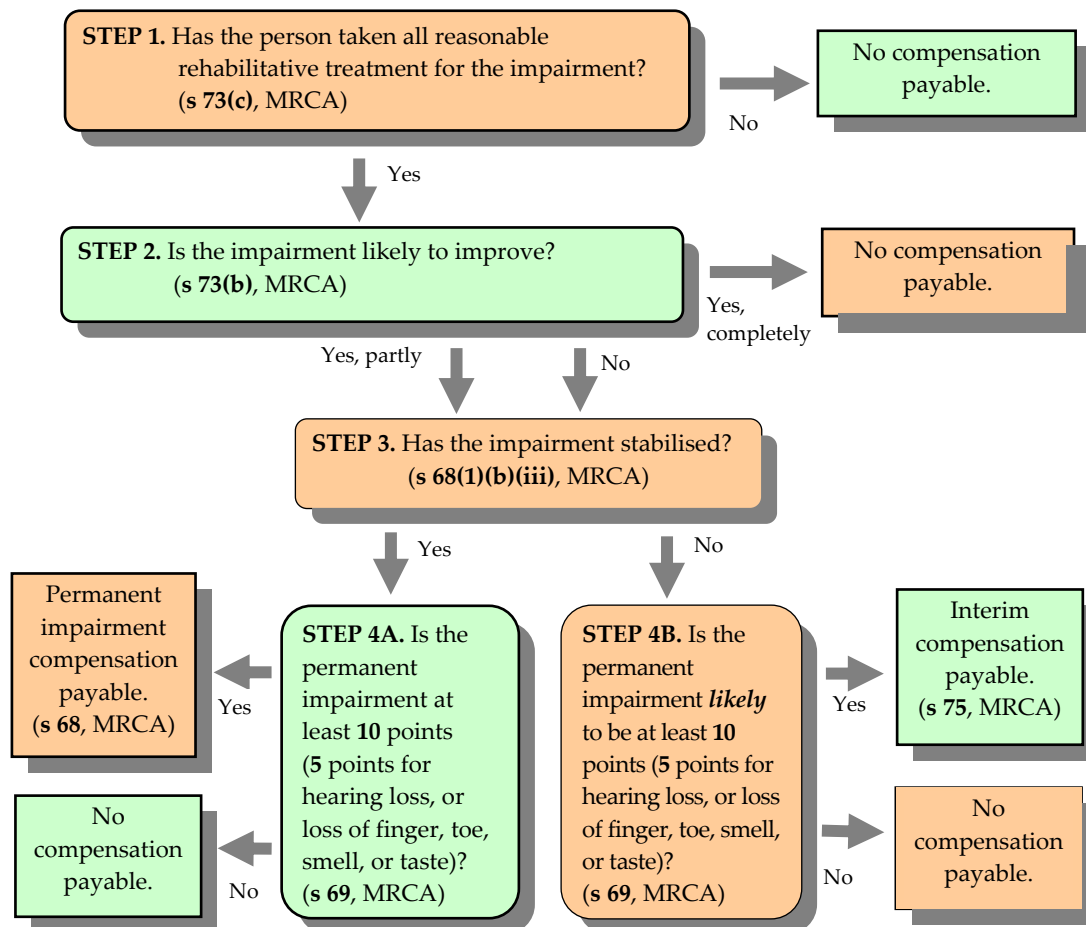 STEP 1. Has the person taken all reasonable
rehabilitative treatment for the impairment?
(s 73(c), MRCA)
No compensation
payable.
No
Yes
STEP 2. Is the impairment likely to improve?
(s 73(b), MRCA)
No compensation
payable.
Yes,
completely
Yes, partly
No
STEP 3. Has the impairment stabilised?
(s 68(1)(b)(iii), MRCA)
Yes
No
Permanent
impairment
compensation
payable.
(s 68, MRCA)
Yes
No
compensation
payable.
No
STEP 4A. Is the
permanent
impairment at
least 10 points
(5 points for
hearing loss, or
loss of finger, toe,
smell, or taste)?
(s 69, MRCA)
STEP 4B. Is the
permanent
impairment likely
to be at least 10
points (5 points for
hearing loss, or loss
of finger, toe, smell,
or taste)?
(s 69, MRCA)
Yes
Interim
compensation
payable.
(s 75, MRCA)
No
No
compensation
payable.